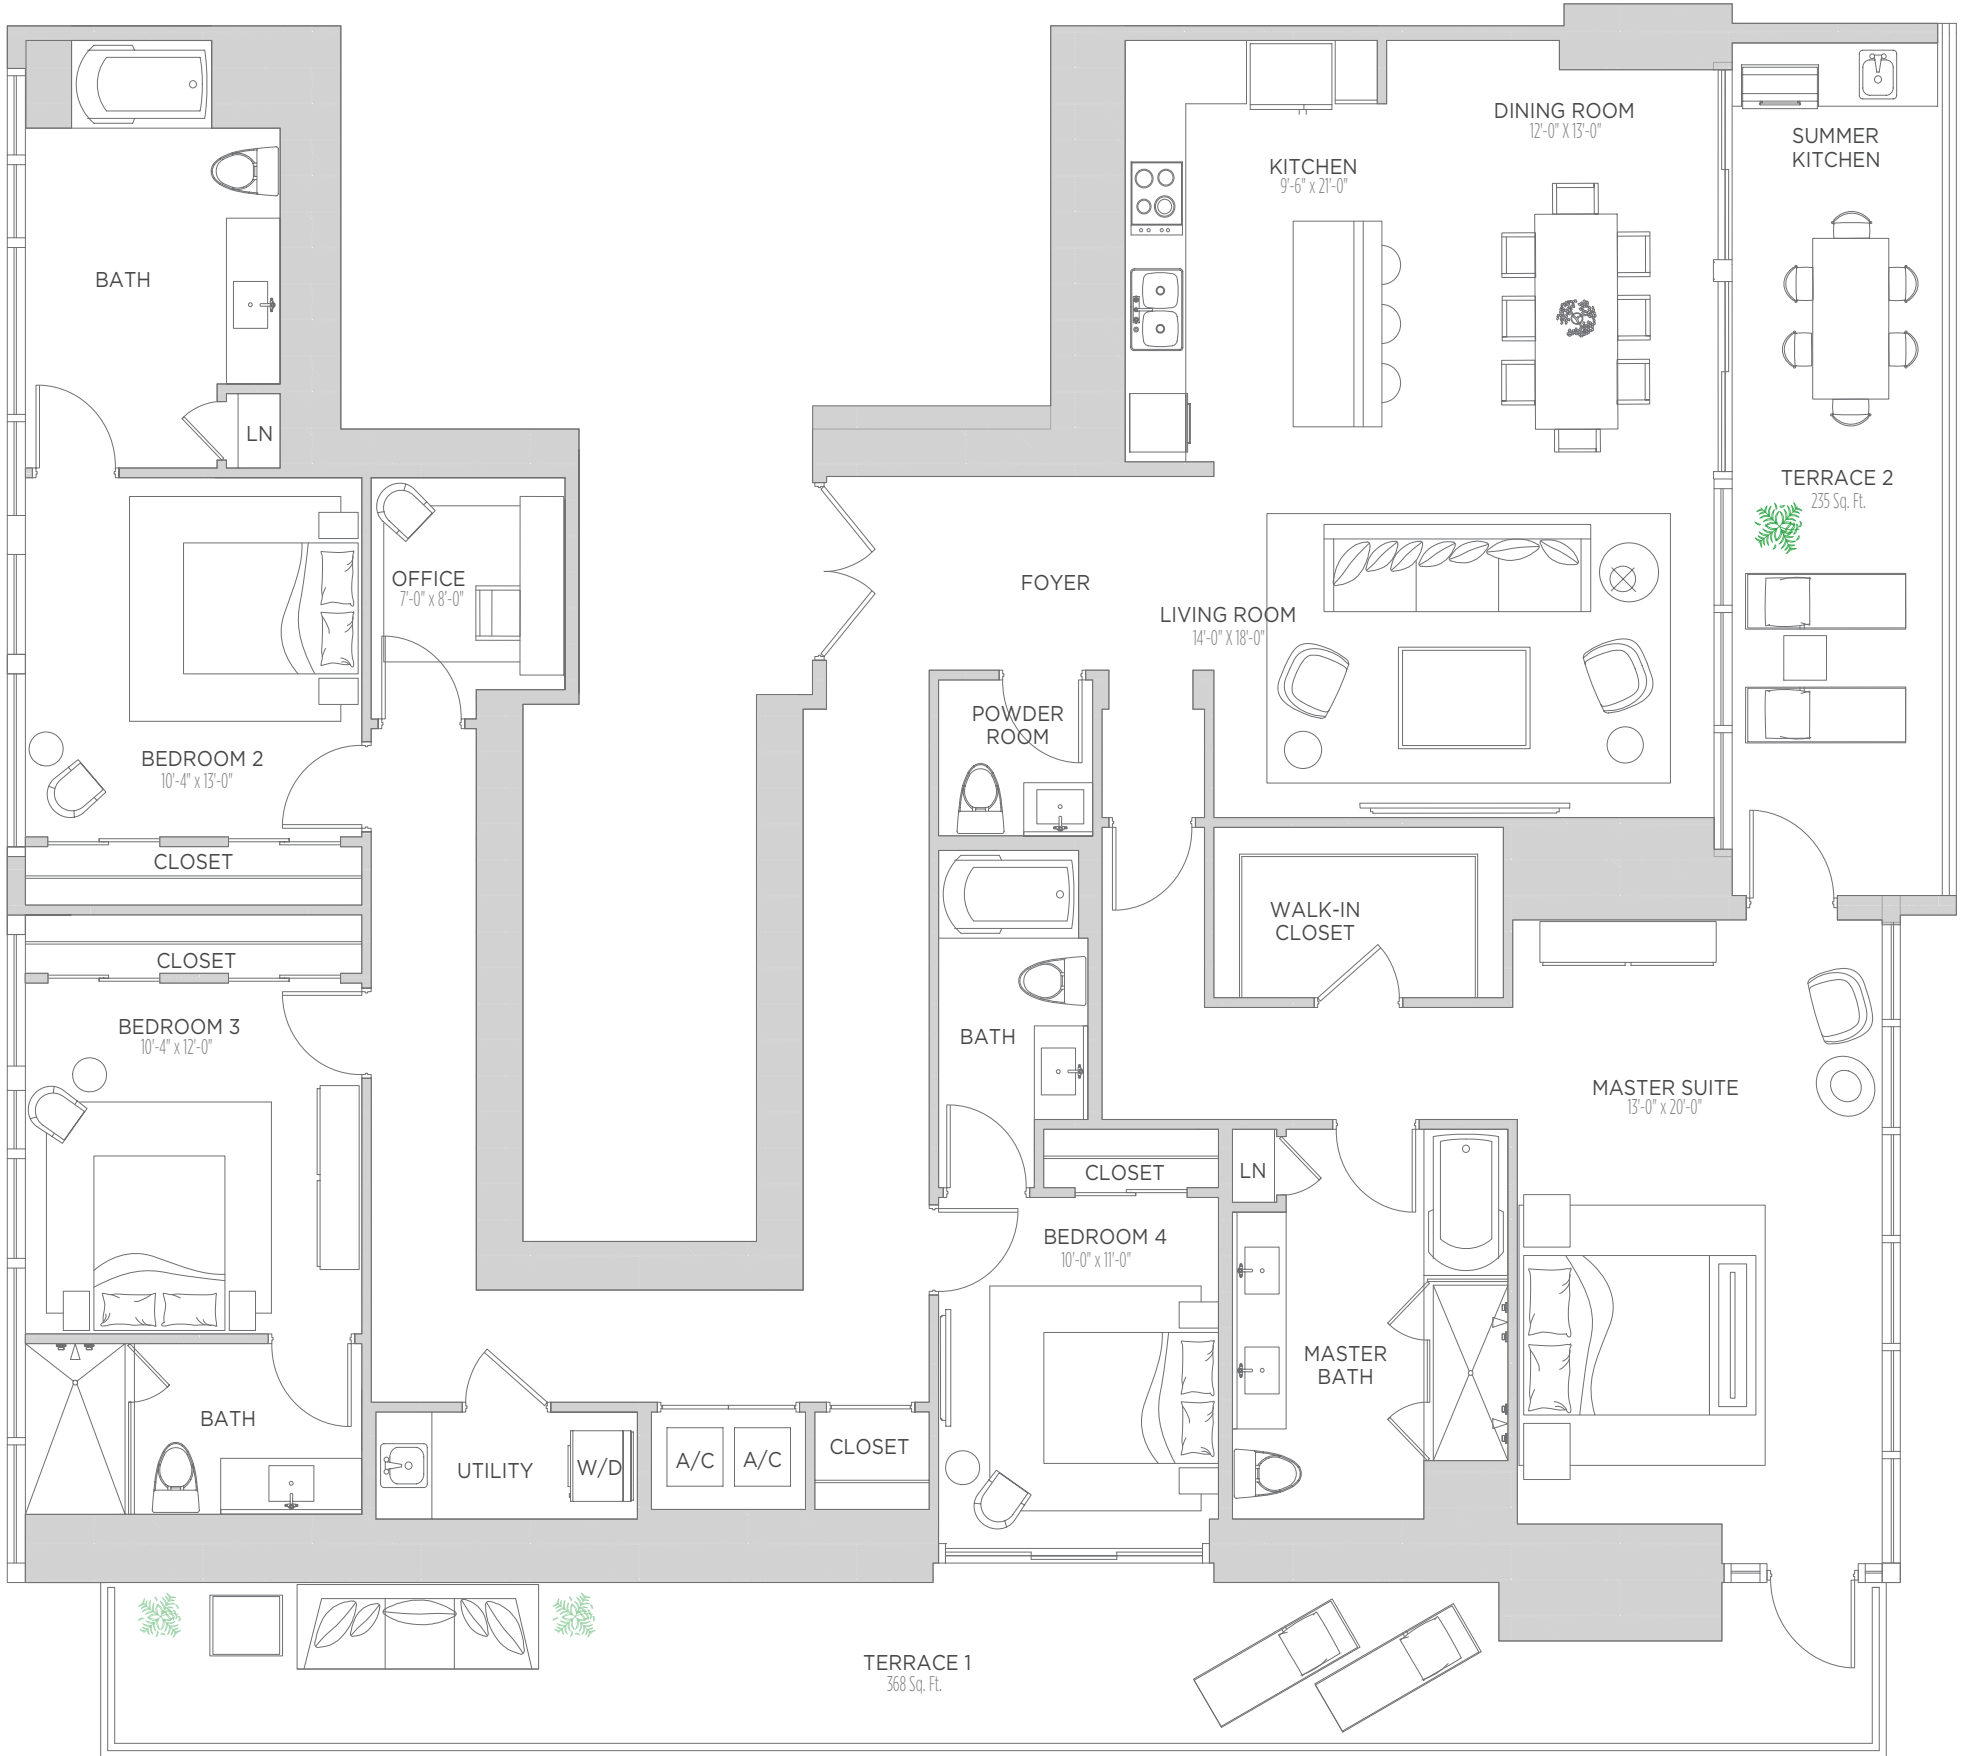 DINING ROOM
12'-0" X 13'-0"
SUMMER
KITCHEN
KITCHEN
9'-6" x 21'-0"
BATH
LN
TERRACE 2
235 Sq. Ft.
OFFICE
7'-0" x 8'-0"
FOYER
LIVING ROOM
14'-0" X 18'-0"
POWDER
ROOM
BEDROOM 2
10'-4" x 13'-0"
CLOSET
WALK-IN
CLOSET
CLOSET
BEDROOM 3
10'-4" x 12'-0"
BATH
MASTER SUITE
13'-0" x 20'-0"
CLOSET
LN
BEDROOM 4
10'-0" x 11'-0"
MASTER
BATH
BATH
UTILITY
W/D
A/C
A/C
CLOSET
TERRACE 1
368 Sq. Ft.